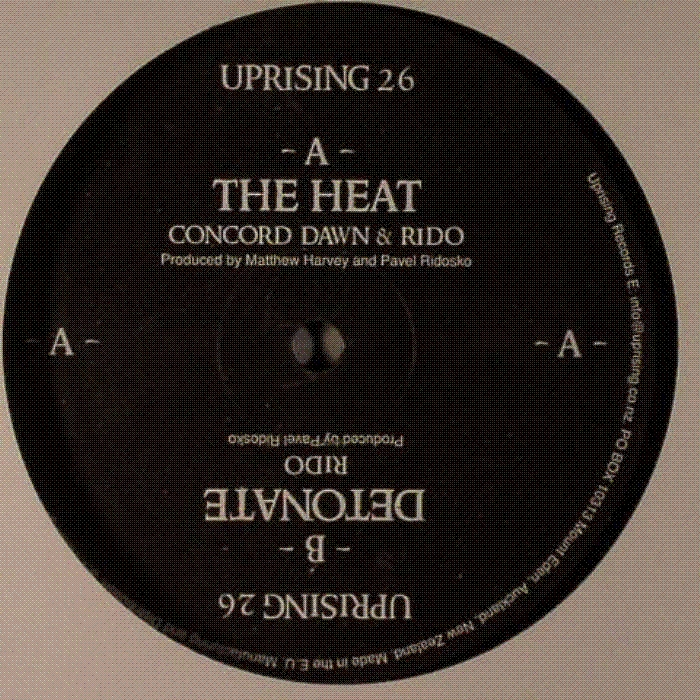 UPRISING 26
- A -
THE HEAT
CONCORD DAWN & RIDO
Produced by Matthew Harvey and Pavel Ridosko
- A -
- A -
UPRISING 26
- B -
DETONATE
RIDO
Produced by Pavel Ridosko
Uprising Records E. info@uprising.co.nz. PO BOX 10313 Mount Eden, Auckland, New Zealand. Made in the E.U. Manufacturing and